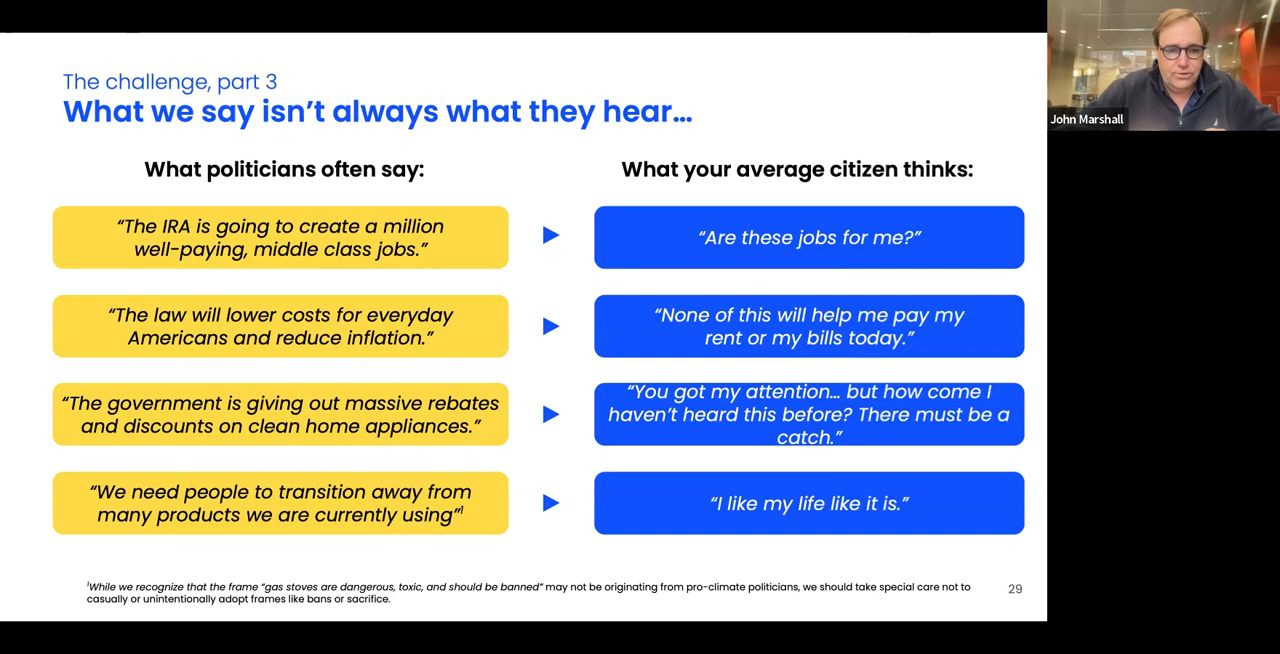 The challenge, part 3
What we say isn’t always what they hear…
What politicians often say:
What your average citizen thinks:
“The IRA is going to create a million
well-paying, middle class jobs.”
“Are these jobs for me?”
“The law will lower costs for everyday
Americans and reduce inflation.”
“None of this will help me pay my
rent or my bills today.”
“The government is giving out massive rebates
and discounts on clean home appliances.”
“You got my attention… but how come I
haven’t heard this before? There must be a
catch.”
“We need people to transition away from
many products we are currently using”¹
“I like my life like it is.”
¹While we recognize that the frame “gas stoves are dangerous, toxic, and should be banned” may not be originating from pro-climate politicians, we should take special care not to
casually or unintentionally adopt frames like bans or sacrifice.
29
John Marshall